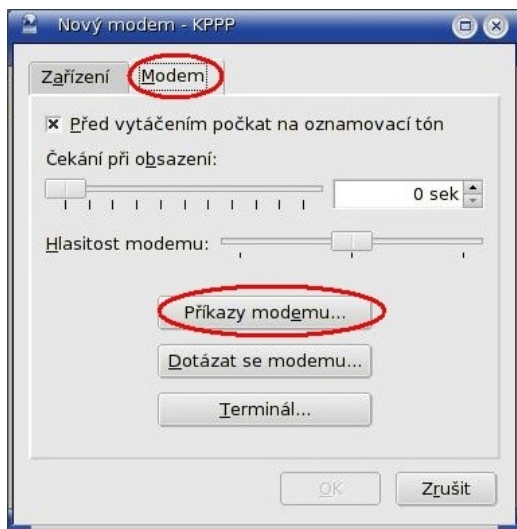 Nový modem - KPPP
Zařízení Modem
Před vytáčením počkat na oznamovací tón
Čekání při obsazení:
0 sek
Hlasitost modemu:
Příkazy modemu...
Dotázat se modemu...
Terminál...
OK Zrušit